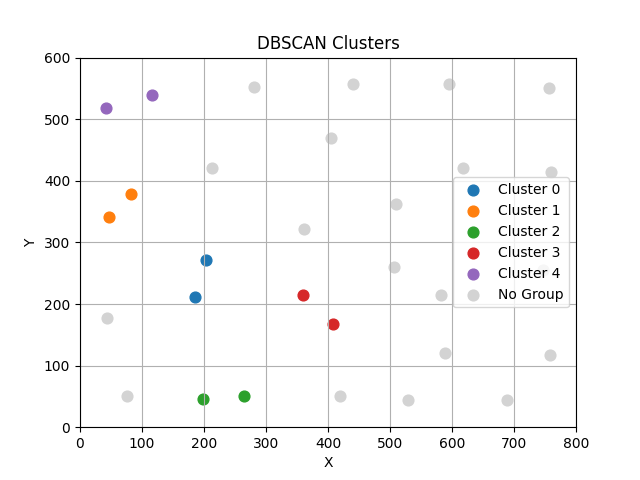 DBSCAN Clusters
Y
600
500
400
300
200
100
0
Cluster 0
Cluster 1
Cluster 2
Cluster 3
Cluster 4
No Group
0 100 200 300 400 500 600 700 800
X